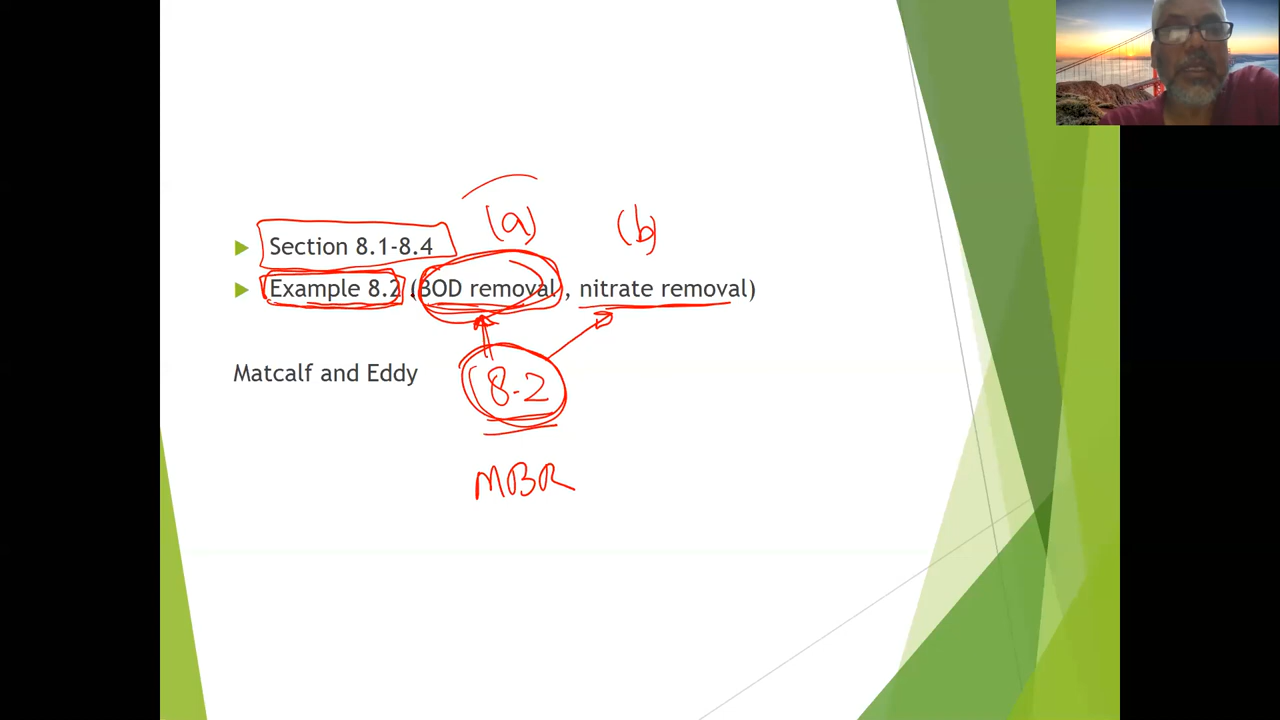 (a) (b)
Section 8.1-8.4
Example 8.2 (BOD removal , nitrate removal)
Matcalf and Eddy
8-2
MBR